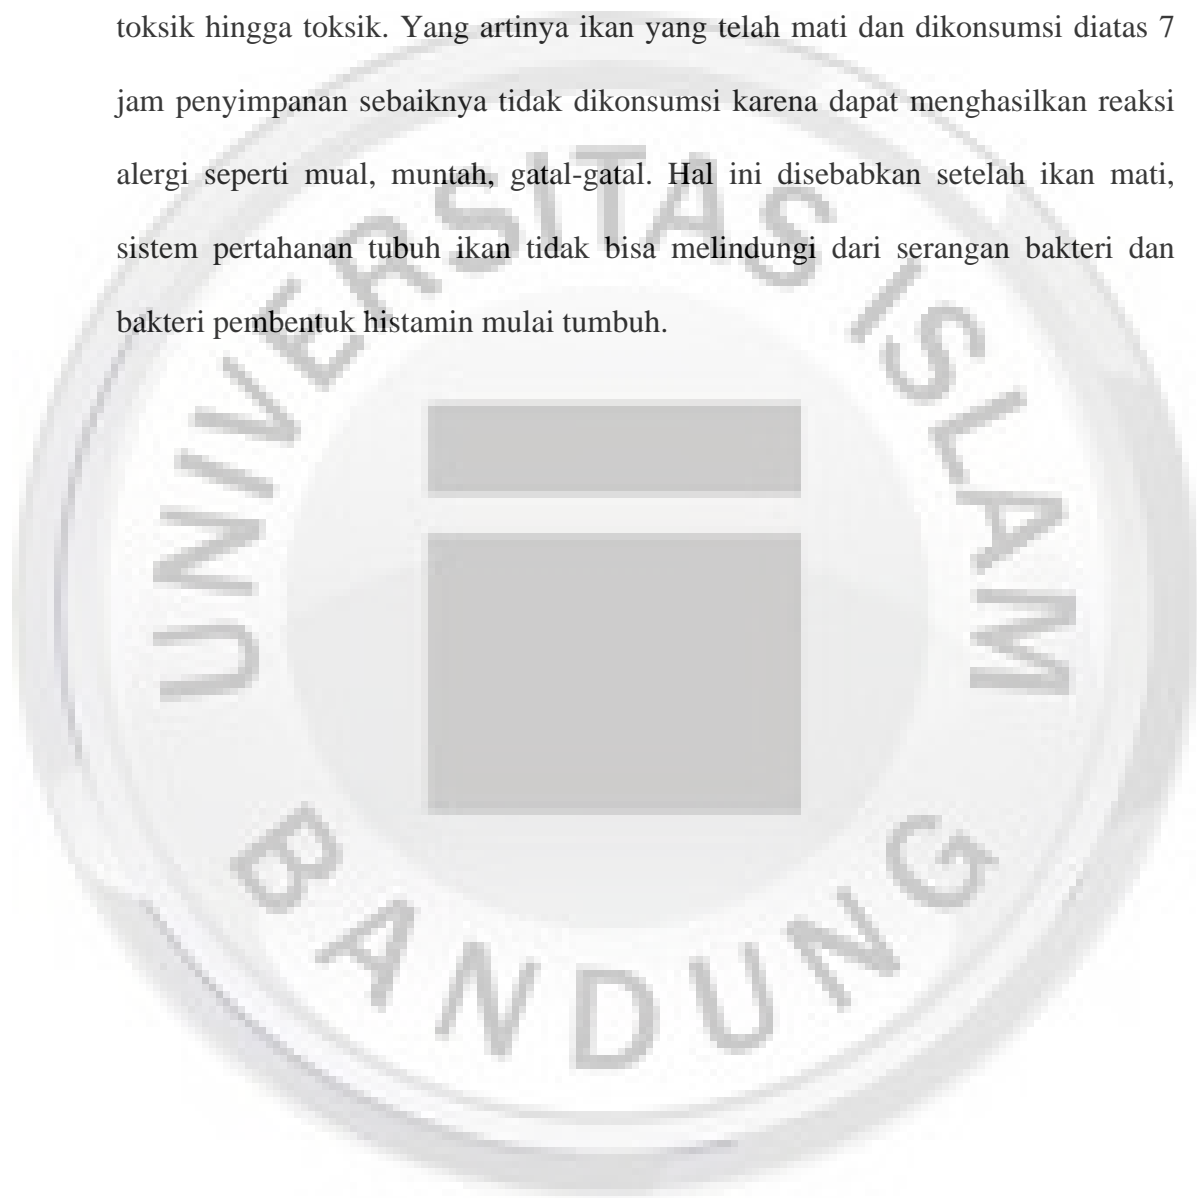 toksik hingga toksik. Yang artinya ikan yang telah mati dan dikonsumsi diatas 7
jam penyimpanan sebaiknya tidak dikonsumsi karena dapat menghasilkan reaksi
alergi seperti mual, muntah, gatal-gatal. Hal ini disebabkan setelah ikan mati,
sistem pertahanan tubuh ikan tidak bisa melindungi dari serangan bakteri dan
bakteri pembentuk histamin mulai tumbuh.
UNIVERSITAS ISLAM
BANDUNG